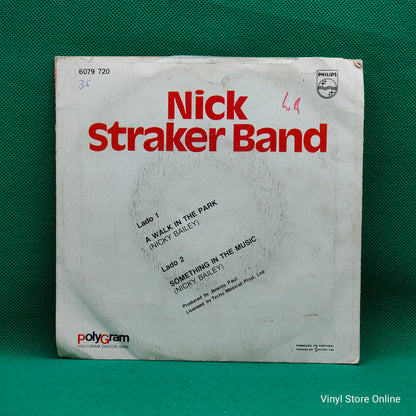 6079 720
35
PHILIPS
Nick
Straker Band
Lado 1
A WALK IN THE PARK
(NICKY BAILEY)
Lado 2
SOMETHING IN THE MUSIC
(NICKY BAILEY)
Produced by Jeremy Paul
Licensed by Techo Musical Prod. Ltd.
polyGram
POLYGRAM DISCOS SARL
FABRICADO EM PORTUGAL
Vinyl Store Online